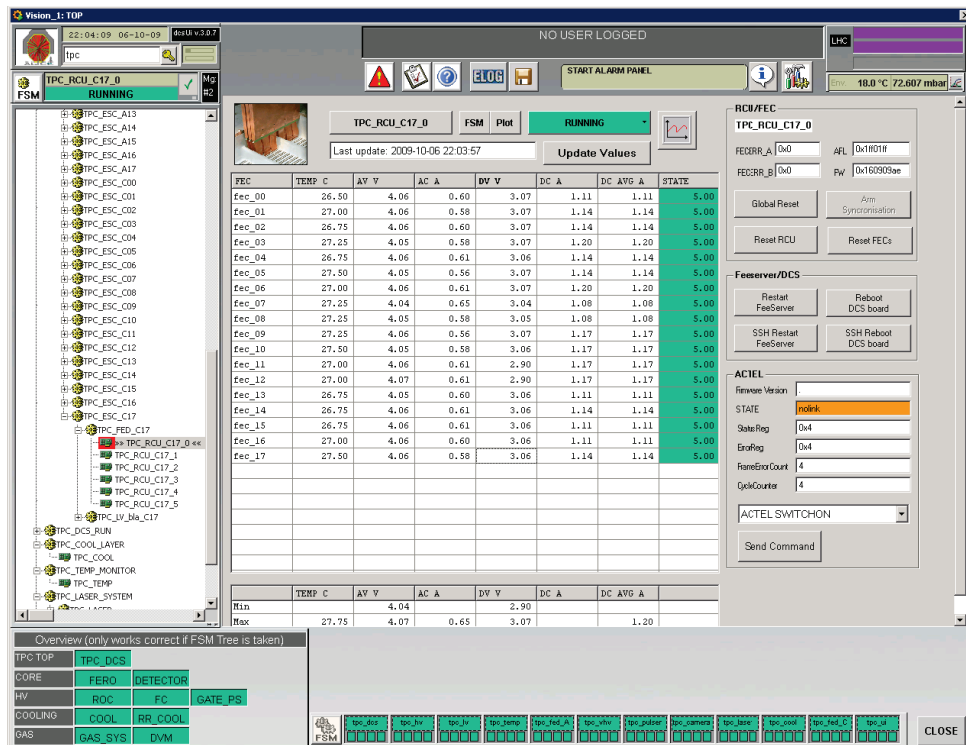 Vision_1: TOP
22:04:09 06-10-09 dcsUi v.3.0.7
tpc
NO USER LOGGED
LHC
FSM TPC_RCU_C17_0 Mg:
RUNNING #2
ELOG START ALARM PANEL
Env. 18.0 °C 72.607 mbar
TPC_ESC_A13
TPC_ESC_A14
TPC_ESC_A15
TPC_ESC_A16
TPC_ESC_A17
TPC_ESC_C00
TPC_ESC_C01
TPC_ESC_C02
TPC_ESC_C03
TPC_ESC_C04
TPC_ESC_C05
TPC_ESC_C06
TPC_ESC_C07
TPC_ESC_C08
TPC_ESC_C09
TPC_ESC_C10
TPC_ESC_C11
TPC_ESC_C12
TPC_ESC_C13
TPC_ESC_C14
TPC_ESC_C15
TPC_ESC_C16
TPC_ESC_C17
TPC_FED_C17
>> TPC_RCU_C17_0 <<
TPC_RCU_C17_1
TPC_RCU_C17_2
TPC_RCU_C17_3
TPC_RCU_C17_4
TPC_RCU_C17_5
TPC_LV_bla_C17
TPC_DCS_RUN
TPC_COOL_LAYER
TPC_COOL
TPC_TEMP_MONITOR
TPC_TEMP
TPC_LASER_SYSTEM
TPC_LASER
TPC_RCU_C17_0 FSM Plot RUNNING
Last update: 2009-10-06 22:03:57 Update Values
FEC TEMP C AV V AC A DV V DC A DC AVG A STATE
fec_00 26.50 4.06 0.60 3.07 1.11 1.11 5.00
fec_01 27.00 4.06 0.58 3.07 1.14 1.14 5.00
fec_02 26.75 4.06 0.60 3.07 1.14 1.14 5.00
fec_03 27.25 4.05 0.58 3.07 1.20 1.20 5.00
fec_04 26.75 4.06 0.61 3.06 1.14 1.14 5.00
fec_05 27.50 4.05 0.56 3.07 1.14 1.14 5.00
fec_06 27.00 4.06 0.61 3.07 1.20 1.20 5.00
fec_07 27.25 4.04 0.65 3.04 1.08 1.08 5.00
fec_08 27.25 4.05 0.58 3.05 1.08 1.08 5.00
fec_09 27.25 4.06 0.56 3.07 1.17 1.17 5.00
fec_10 27.50 4.05 0.58 3.06 1.17 1.17 5.00
fec_11 27.00 4.06 0.61 2.90 1.17 1.17 5.00
fec_12 27.00 4.07 0.61 2.90 1.17 1.17 5.00
fec_13 26.75 4.05 0.60 3.06 1.11 1.11 5.00
fec_14 26.75 4.05 0.61 3.06 1.14 1.14 5.00
fec_15 26.75 4.06 0.61 3.06 1.11 1.11 5.00
fec_16 27.00 4.06 0.60 3.06 1.11 1.11 5.00
fec_17 27.50 4.06 0.58 3.06 1.14 1.14 5.00
TEMP C AV V AC A DV V DC A DC AVG A
Min 4.04 2.90
Max 27.75 4.07 0.65 3.07 1.20
RCU/FEC
TPC_RCU_C17_0
FECERR_A 0x0 AFL 0x1ff01ff
FECERR_B 0x0 FW 0x160909ae
Global Reset Arm Syncronisation
Reset RCU Reset FECs
Feeserver/DCS
Restart FeeServer Reboot DCS board
SSH Restart FeeServer SSH Reboot DCS board
ACTEL
Firmware Version .
STATE nolink
Status Reg 0x4
ErrorReg 0x4
FrameErrorCount 4
CycleCounter 4
ACTEL SWITCHON
Send Command
Overview (only works correct if FSM Tree is taken)
TPC TOP TPC_DCS
CORE FERO DETECTOR
HV ROC FC GATE_PS
COOLING COOL RR_COOL
GAS GAS_SYS DVM
FSM tpc_dcs tpc_hv tpc_lv tpc_temp tpc_fed_A tpc_vhv tpc_pulser tpc_camera tpc_laser tpc_cool tpc_fed_C tpc_ui
CLOSE